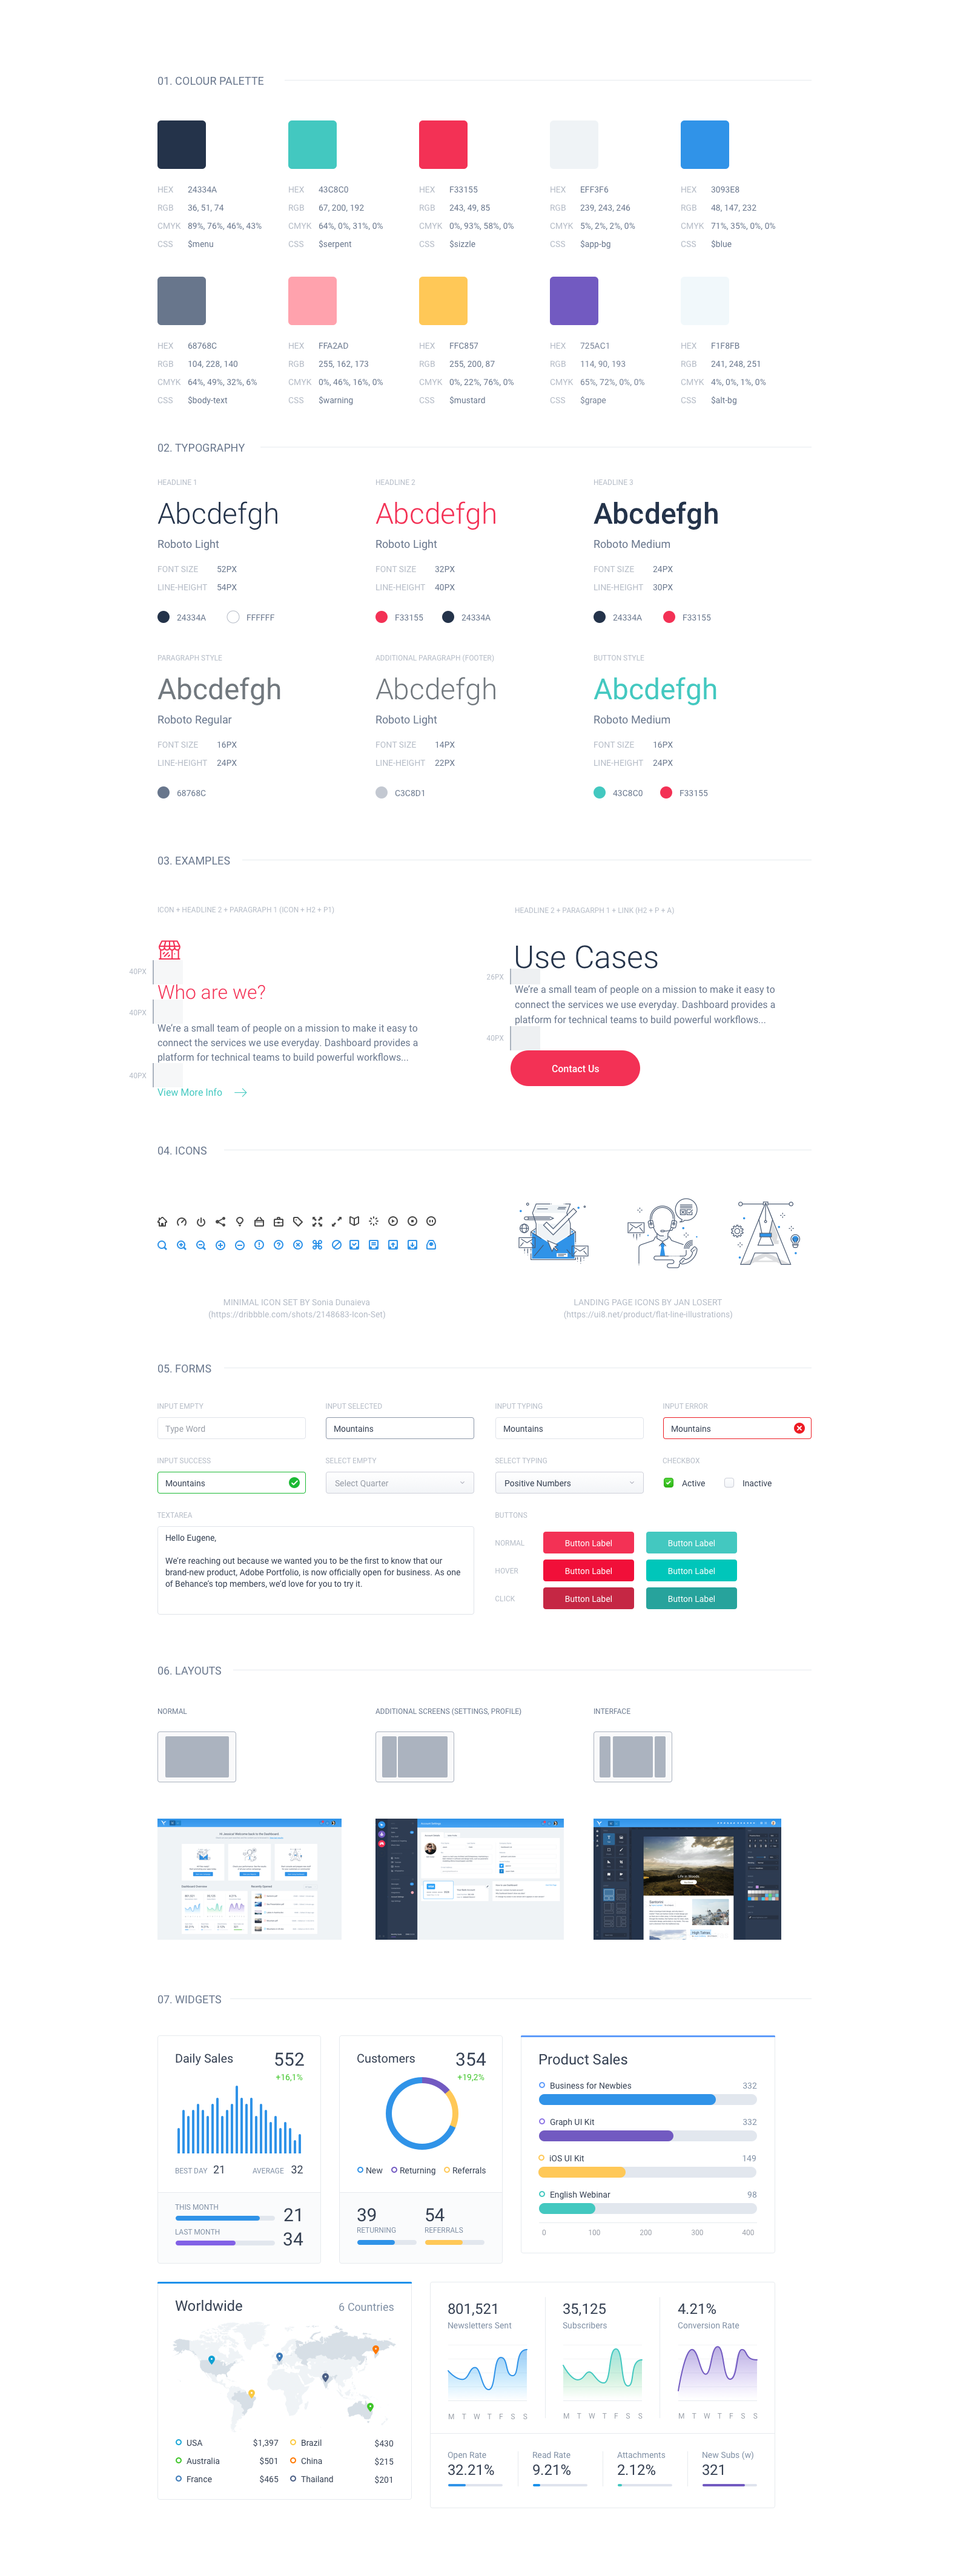 01. COLOUR PALETTE
HEX 24334A
RGB 36, 51, 74
CMYK 89%, 76%, 46%, 43%
CSS $menu
HEX 43C8C0
RGB 67, 200, 192
CMYK 64%, 0%, 31%, 0%
CSS $serpent
HEX F33155
RGB 243, 49, 85
CMYK 0%, 93%, 58%, 0%
CSS $sizzle
HEX EFF3F6
RGB 239, 243, 246
CMYK 5%, 2%, 2%, 0%
CSS $app-bg
HEX 3093E8
RGB 48, 147, 232
CMYK 71%, 35%, 0%, 0%
CSS $blue
HEX 68768C
RGB 104, 228, 140
CMYK 64%, 49%, 32%, 6%
CSS $body-text
HEX FFA2AD
RGB 255, 162, 173
CMYK 0%, 46%, 16%, 0%
CSS $warning
HEX FFC857
RGB 255, 200, 87
CMYK 0%, 22%, 76%, 0%
CSS $mustard
HEX 725AC1
RGB 114, 90, 193
CMYK 65%, 72%, 0%, 0%
CSS $grape
HEX F1F8FB
RGB 241, 248, 251
CMYK 4%, 0%, 1%, 0%
CSS $alt-bg
02. TYPOGRAPHY
HEADLINE 1
Abcdefgh
Roboto Light
FONT SIZE 52PX
LINE-HEIGHT 54PX
24334A FFFFFF
HEADLINE 2
Abcdefgh
Roboto Light
FONT SIZE 32PX
LINE-HEIGHT 40PX
F33155 24334A
HEADLINE 3
Abcdefgh
Roboto Medium
FONT SIZE 24PX
LINE-HEIGHT 30PX
24334A F33155
PARAGRAPH STYLE
Abcdefgh
Roboto Regular
FONT SIZE 16PX
LINE-HEIGHT 24PX
68768C
ADDITIONAL PARAGRAPH (FOOTER)
Abcdefgh
Roboto Light
FONT SIZE 14PX
LINE-HEIGHT 22PX
C3C8D1
BUTTON STYLE
Abcdefgh
Roboto Medium
FONT SIZE 16PX
LINE-HEIGHT 24PX
43C8C0 F33155
03. EXAMPLES
ICON + HEADLINE 2 + PARAGRAPH 1 (ICON + H2 + P1)
40PX
Who are we?
40PX
We're a small team of people on a mission to make it easy to
connect the services we use everyday. Dashboard provides a
platform for technical teams to build powerful workflows...
40PX
View More Info
HEADLINE 2 + PARAGARPH 1 + LINK (H2 + P + A)
Use Cases
26PX
We're a small team of people on a mission to make it easy to
connect the services we use everyday. Dashboard provides a
platform for technical teams to build powerful workflows...
40PX
Contact Us
04. ICONS
MINIMAL ICON SET BY Sonia Dunaieva
(https://dribbble.com/shots/2148683-Icon-Set)
LANDING PAGE ICONS BY JAN LOSERT
(https://ui8.net/product/flat-line-illustrations)
05. FORMS
INPUT EMPTY
Type Word
INPUT SELECTED
Mountains
INPUT TYPING
Mountains
INPUT ERROR
Mountains
INPUT SUCCESS
Mountains
SELECT EMPTY
Select Quarter
SELECT TYPING
Positive Numbers
CHECKBOX
Active Inactive
TEXTAREA
Hello Eugene,
We're reaching out because we wanted you to be the first to know that our
brand-new product, Adobe Portfolio, is now officially open for business. As one
of Behance's top members, we'd love for you to try it.
BUTTONS
NORMAL Button Label Button Label
HOVER Button Label Button Label
CLICK Button Label Button Label
06. LAYOUTS
NORMAL
ADDITIONAL SCREENS (SETTINGS, PROFILE)
INTERFACE
07. WIDGETS
Daily Sales 552
+16,1%
BEST DAY 21 AVERAGE 32
THIS MONTH 21
LAST MONTH 34
Customers 354
+19,2%
New Returning Referrals
39 54
RETURNING REFERRALS
Product Sales
Business for Newbies 332
Graph UI Kit 332
iOS UI Kit 149
English Webinar 98
0 100 200 300 400
Worldwide 6 Countries
USA $1,397 Brazil $430
Australia $501 China $215
France $465 Thailand $201
801,521
Newsletters Sent
M T W T F S S
35,125
Subscribers
M T W T F S S
4.21%
Conversion Rate
M T W T F S S
Open Rate
32.21%
Read Rate
9.21%
Attachments
2.12%
New Subs (w)
321